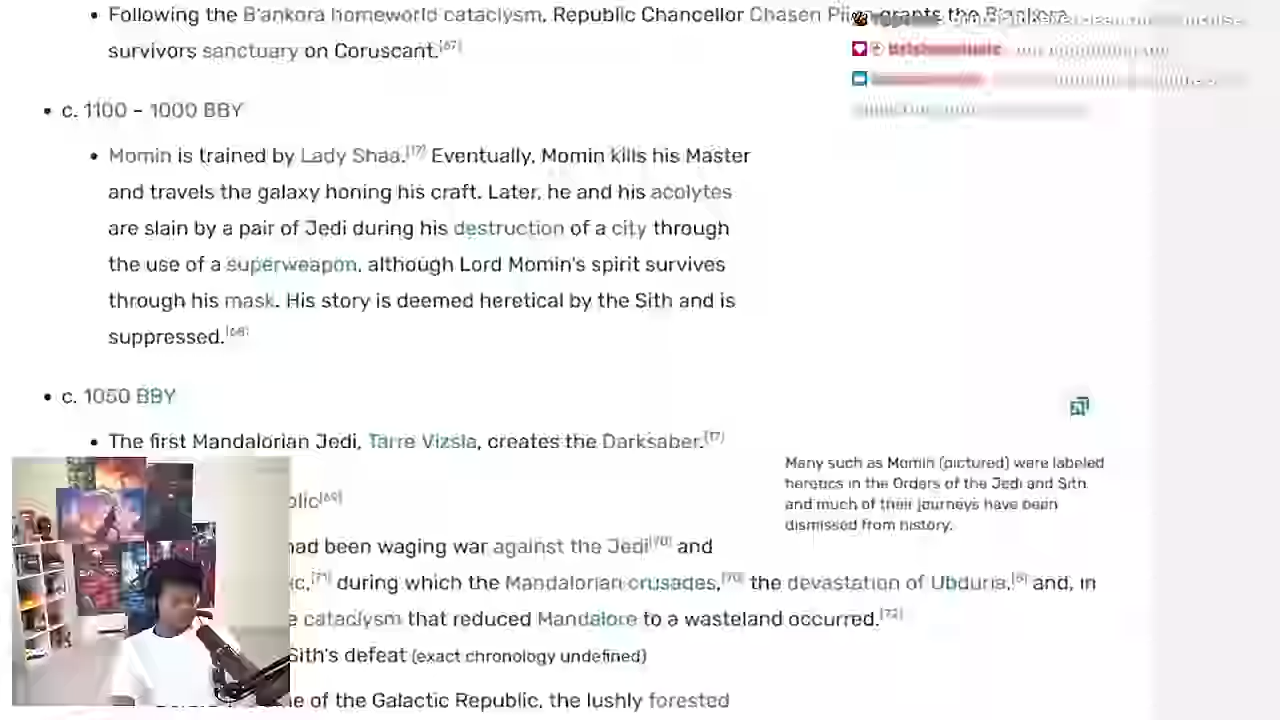 Following the B'ankora homeworld cataclysm, Republic Chancellor Chasen Piian grants the B'ankora
survivors sanctuary on Coruscant.[67]
c. 1100 – 1000 BBY
Momin is trained by Lady Shaa.[17] Eventually, Momin kills his Master
and travels the galaxy honing his craft. Later, he and his acolytes
are slain by a pair of Jedi during his destruction of a city through
the use of a superweapon, although Lord Momin's spirit survives
through his mask. His story is deemed heretical by the Sith and is
suppressed.[68]
c. 1050 BBY
The first Mandalorian Jedi, Tarre Vizsla, creates the Darksaber.[17]
Many such as Momin (pictured) were labeled
heretics in the Orders of the Jedi and Sith
and much of their journeys have been
dismissed from history.
blic[69]
had been waging war against the Jedi[70] and
ic,[71] during which the Mandalorian crusades,[70] the devastation of Ubduria,[5] and, in
e cataclysm that reduced Mandalore to a wasteland occurred.[72]
Sith's defeat (exact chronology undefined)
e of the Galactic Republic, the lushly forested